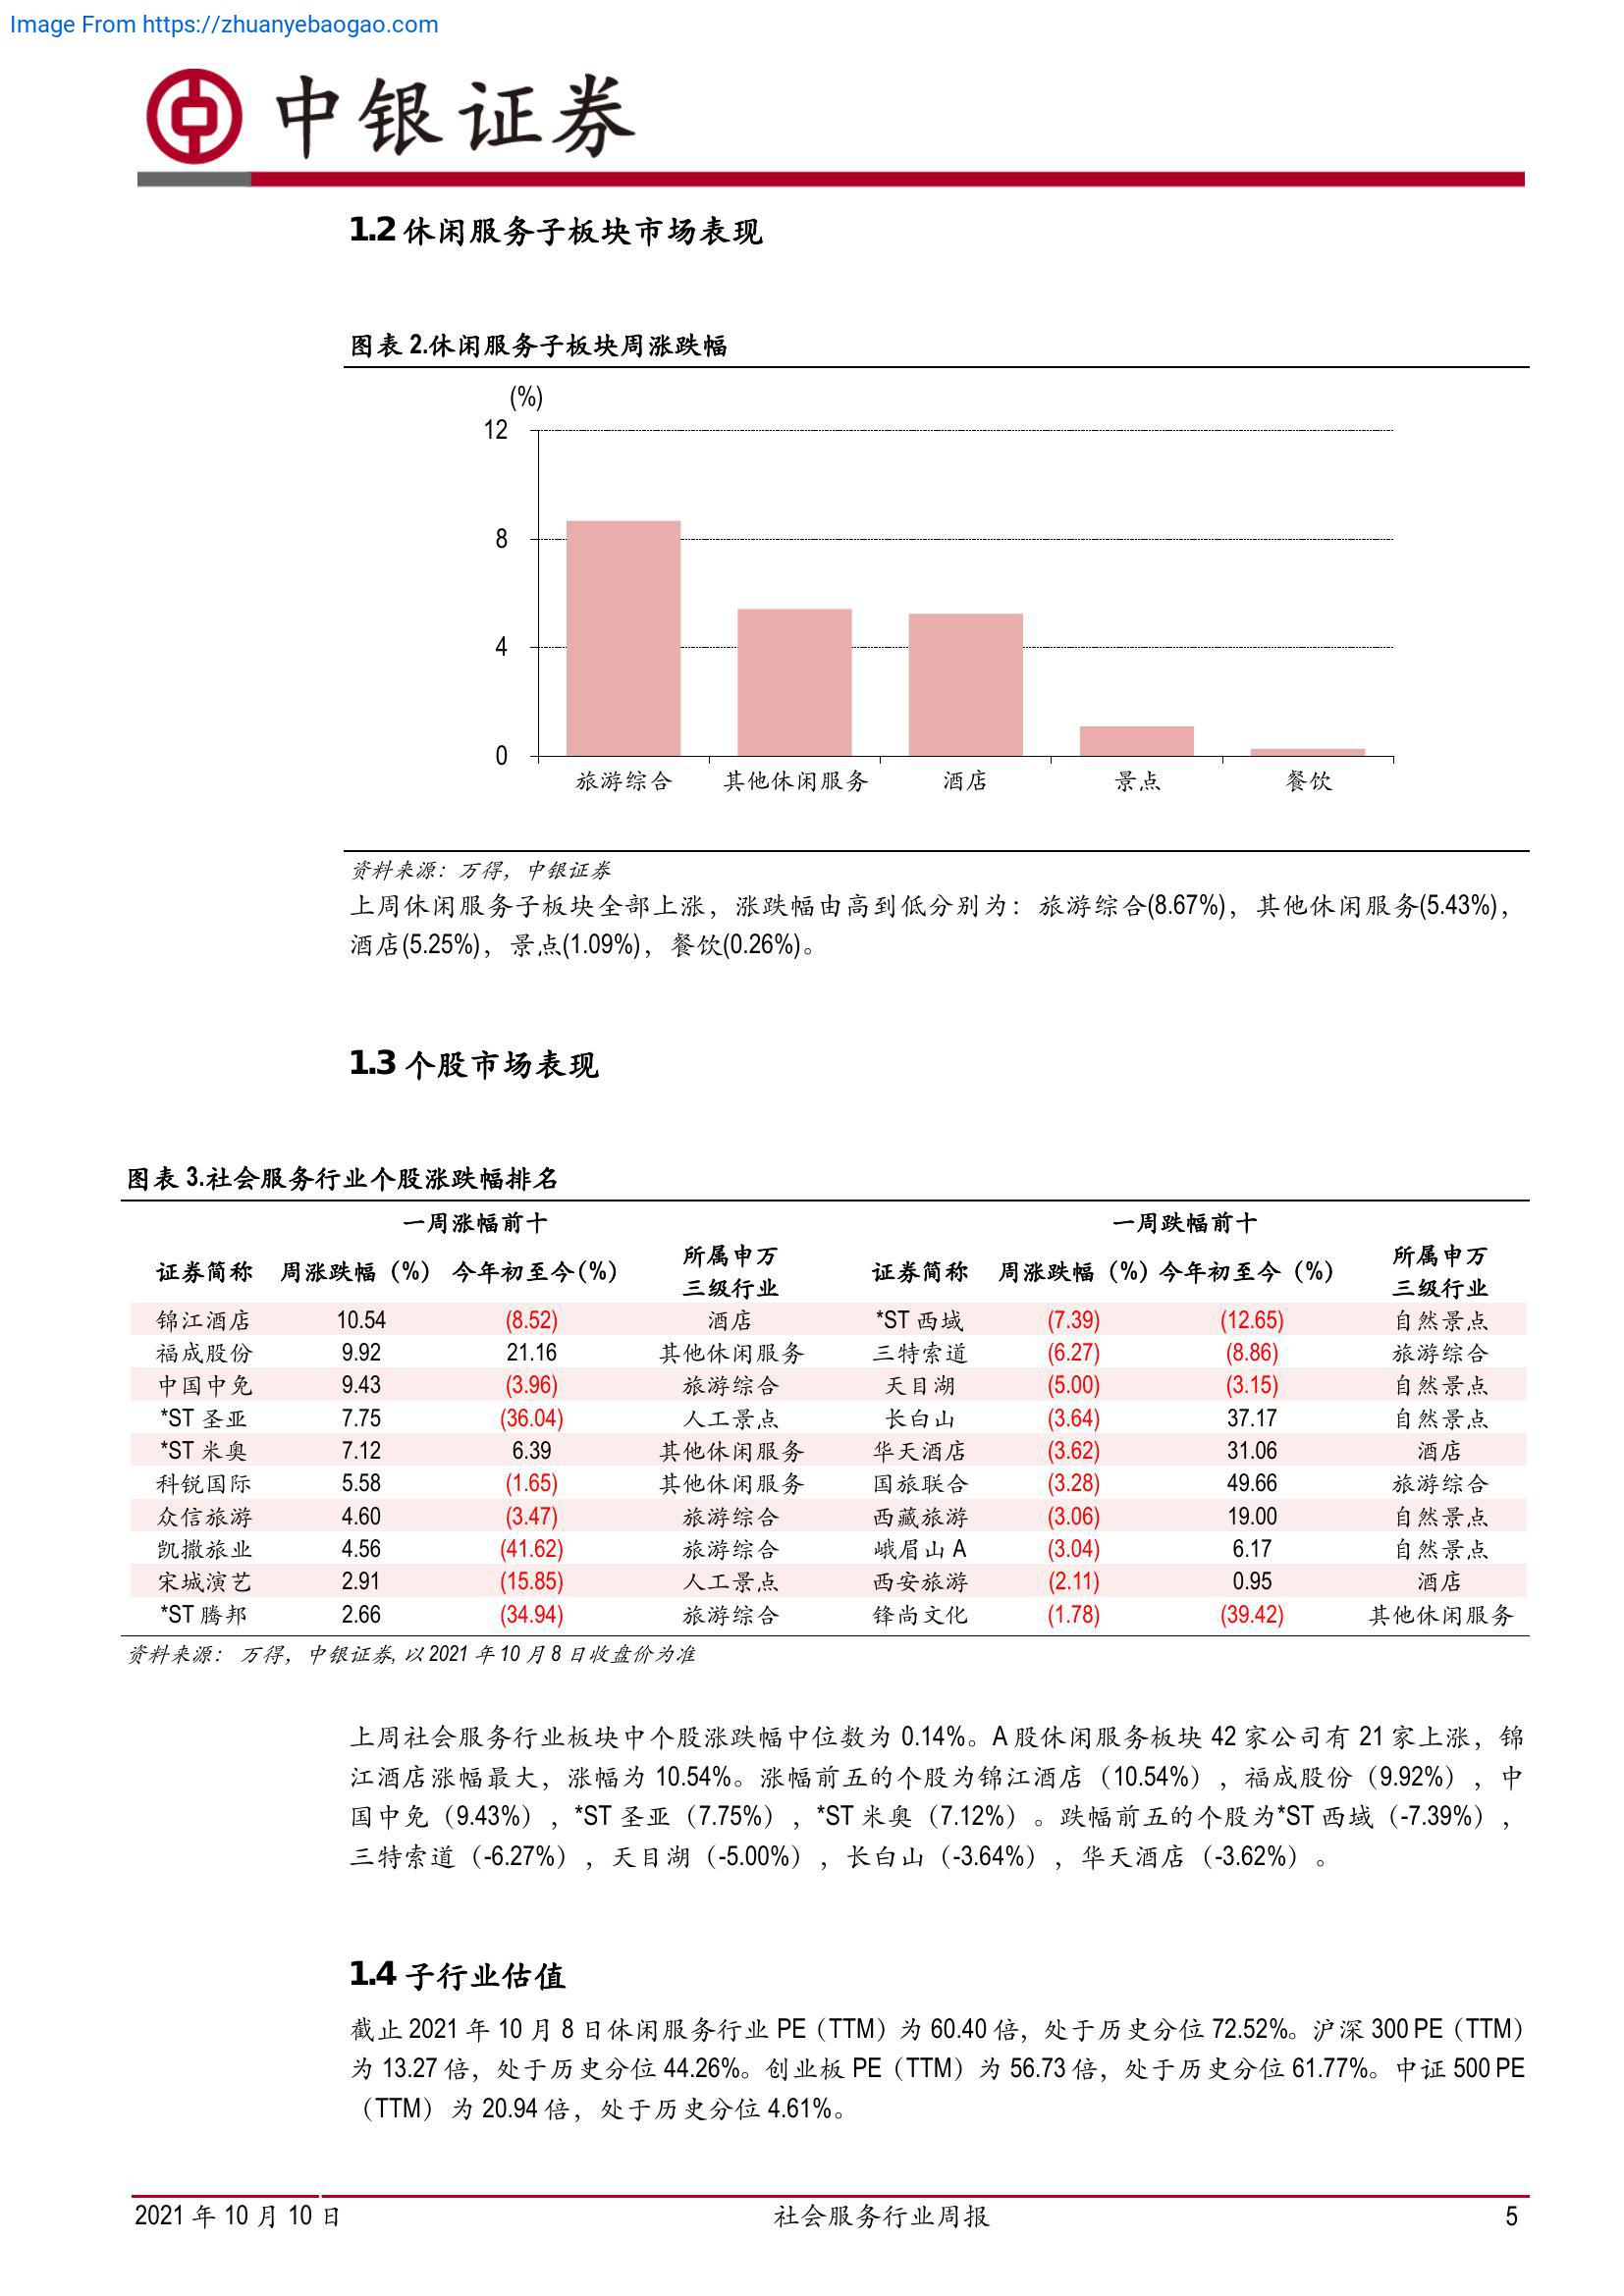 Image From https://zhuanyebaogao.com
中银证券
1.2 休闲服务子板块市场表现
图表 2.休闲服务子板块周涨跌幅
(%)
12
8
4
0
旅游综合 其他休闲服务 酒店 景点 餐饮
资料来源：万得，中银证券
上周休闲服务子板块全部上涨，涨跌幅由高到低分别为：旅游综合(8.67%)，其他休闲服务(5.43%)，
酒店(5.25%)，景点(1.09%)，餐饮(0.26%)。
1.3 个股市场表现
图表 3.社会服务行业个股涨跌幅排名
一周涨幅前十 一周跌幅前十
证券简称 周涨跌幅（%） 今年初至今(%) 所属申万 证券简称 周涨跌幅（%）今年初至今（%） 所属申万
三级行业 三级行业
锦江酒店 10.54 (8.52) 酒店 *ST 西域 (7.39) (12.65) 自然景点
福成股份 9.92 21.16 其他休闲服务 三特索道 (6.27) (8.86) 旅游综合
中国中免 9.43 (3.96) 旅游综合 天目湖 (5.00) (3.15) 自然景点
*ST 圣亚 7.75 (36.04) 人工景点 长白山 (3.64) 37.17 自然景点
*ST 米奥 7.12 6.39 其他休闲服务 华天酒店 (3.62) 31.06 酒店
科锐国际 5.58 (1.65) 其他休闲服务 国旅联合 (3.28) 49.66 旅游综合
众信旅游 4.60 (3.47) 旅游综合 西藏旅游 (3.06) 19.00 自然景点
凯撒旅业 4.56 (41.62) 旅游综合 峨眉山 A (3.04) 6.17 自然景点
宋城演艺 2.91 (15.85) 人工景点 西安旅游 (2.11) 0.95 酒店
*ST 腾邦 2.66 (34.94) 旅游综合 锋尚文化 (1.78) (39.42) 其他休闲服务
资料来源： 万得，中银证券, 以 2021 年 10 月 8 日收盘价为准
上周社会服务行业板块中个股涨跌幅中位数为 0.14%。A 股休闲服务板块 42 家公司有 21 家上涨，锦
江酒店涨幅最大，涨幅为 10.54%。涨幅前五的个股为锦江酒店（10.54%），福成股份（9.92%），中
国中免（9.43%），*ST 圣亚（7.75%），*ST 米奥（7.12%）。跌幅前五的个股为*ST 西域（-7.39%），
三特索道（-6.27%），天目湖（-5.00%），长白山（-3.64%），华天酒店（-3.62%）。
1.4 子行业估值
截止 2021 年 10 月 8 日休闲服务行业 PE（TTM）为 60.40 倍，处于历史分位 72.52%。沪深 300 PE（TTM）
为 13.27 倍，处于历史分位 44.26%。创业板 PE（TTM）为 56.73 倍，处于历史分位 61.77%。中证 500 PE
（TTM）为 20.94 倍，处于历史分位 4.61%。
2021 年 10 月 10 日 社会服务行业周报 5